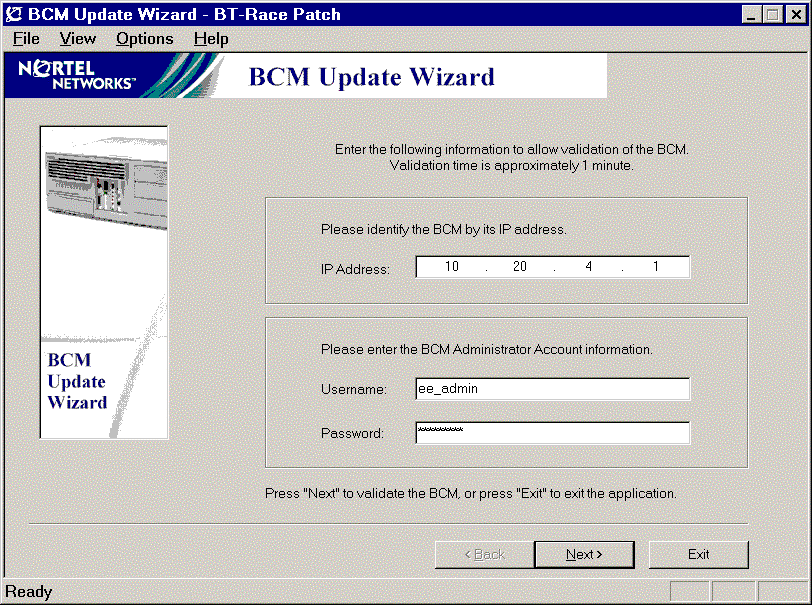 BCM Update Wizard - BT-Race Patch
File View Options Help
NORTEL
NETWORKS™
BCM Update Wizard
Enter the following information to allow validation of the BCM.
Validation time is approximately 1 minute.
Please identify the BCM by its IP address.
IP Address: 10 . 20 . 4 . 1
BCM
Update
Wizard
Please enter the BCM Administrator Account information.
Username: ee_admin
Password: **********
Press "Next" to validate the BCM, or press "Exit" to exit the application.
< Back Next > Exit
Ready